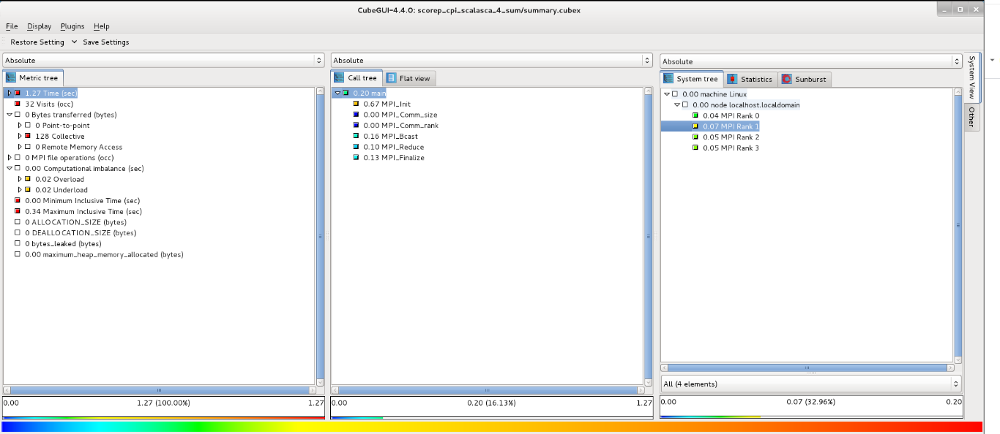 CubeGUI-4.4.0: scorep_cpi_scalasca_4_sum/summary.cubex
File Display Plugins Help
Restore Setting Save Settings
Absolute
Metric tree
1.27 Time (sec)
32 Visits (occ)
0 Bytes transferred (bytes)
0 Point-to-point
128 Collective
0 Remote Memory Access
0 MPI file operations (occ)
0.00 Computational imbalance (sec)
0.02 Overload
0.02 Underload
0.00 Minimum Inclusive Time (sec)
0.34 Maximum Inclusive Time (sec)
0 ALLOCATION_SIZE (bytes)
0 DEALLOCATION_SIZE (bytes)
0 bytes_leaked (bytes)
0.00 maximum_heap_memory_allocated (bytes)
0.00 1.27 (100.00%) 1.27
Absolute
Call tree Flat view
0.20 main
0.67 MPI_Init
0.00 MPI_Comm_size
0.00 MPI_Comm_rank
0.16 MPI_Bcast
0.10 MPI_Reduce
0.13 MPI_Finalize
0.00 0.20 (16.13%) 1.27
Absolute
System tree Statistics Sunburst
0.00 machine Linux
0.00 node localhost.localdomain
0.04 MPI Rank 0
0.07 MPI Rank 1
0.05 MPI Rank 2
0.05 MPI Rank 3
All (4 elements)
0.00 0.07 (32.96%) 0.20
System View
Other